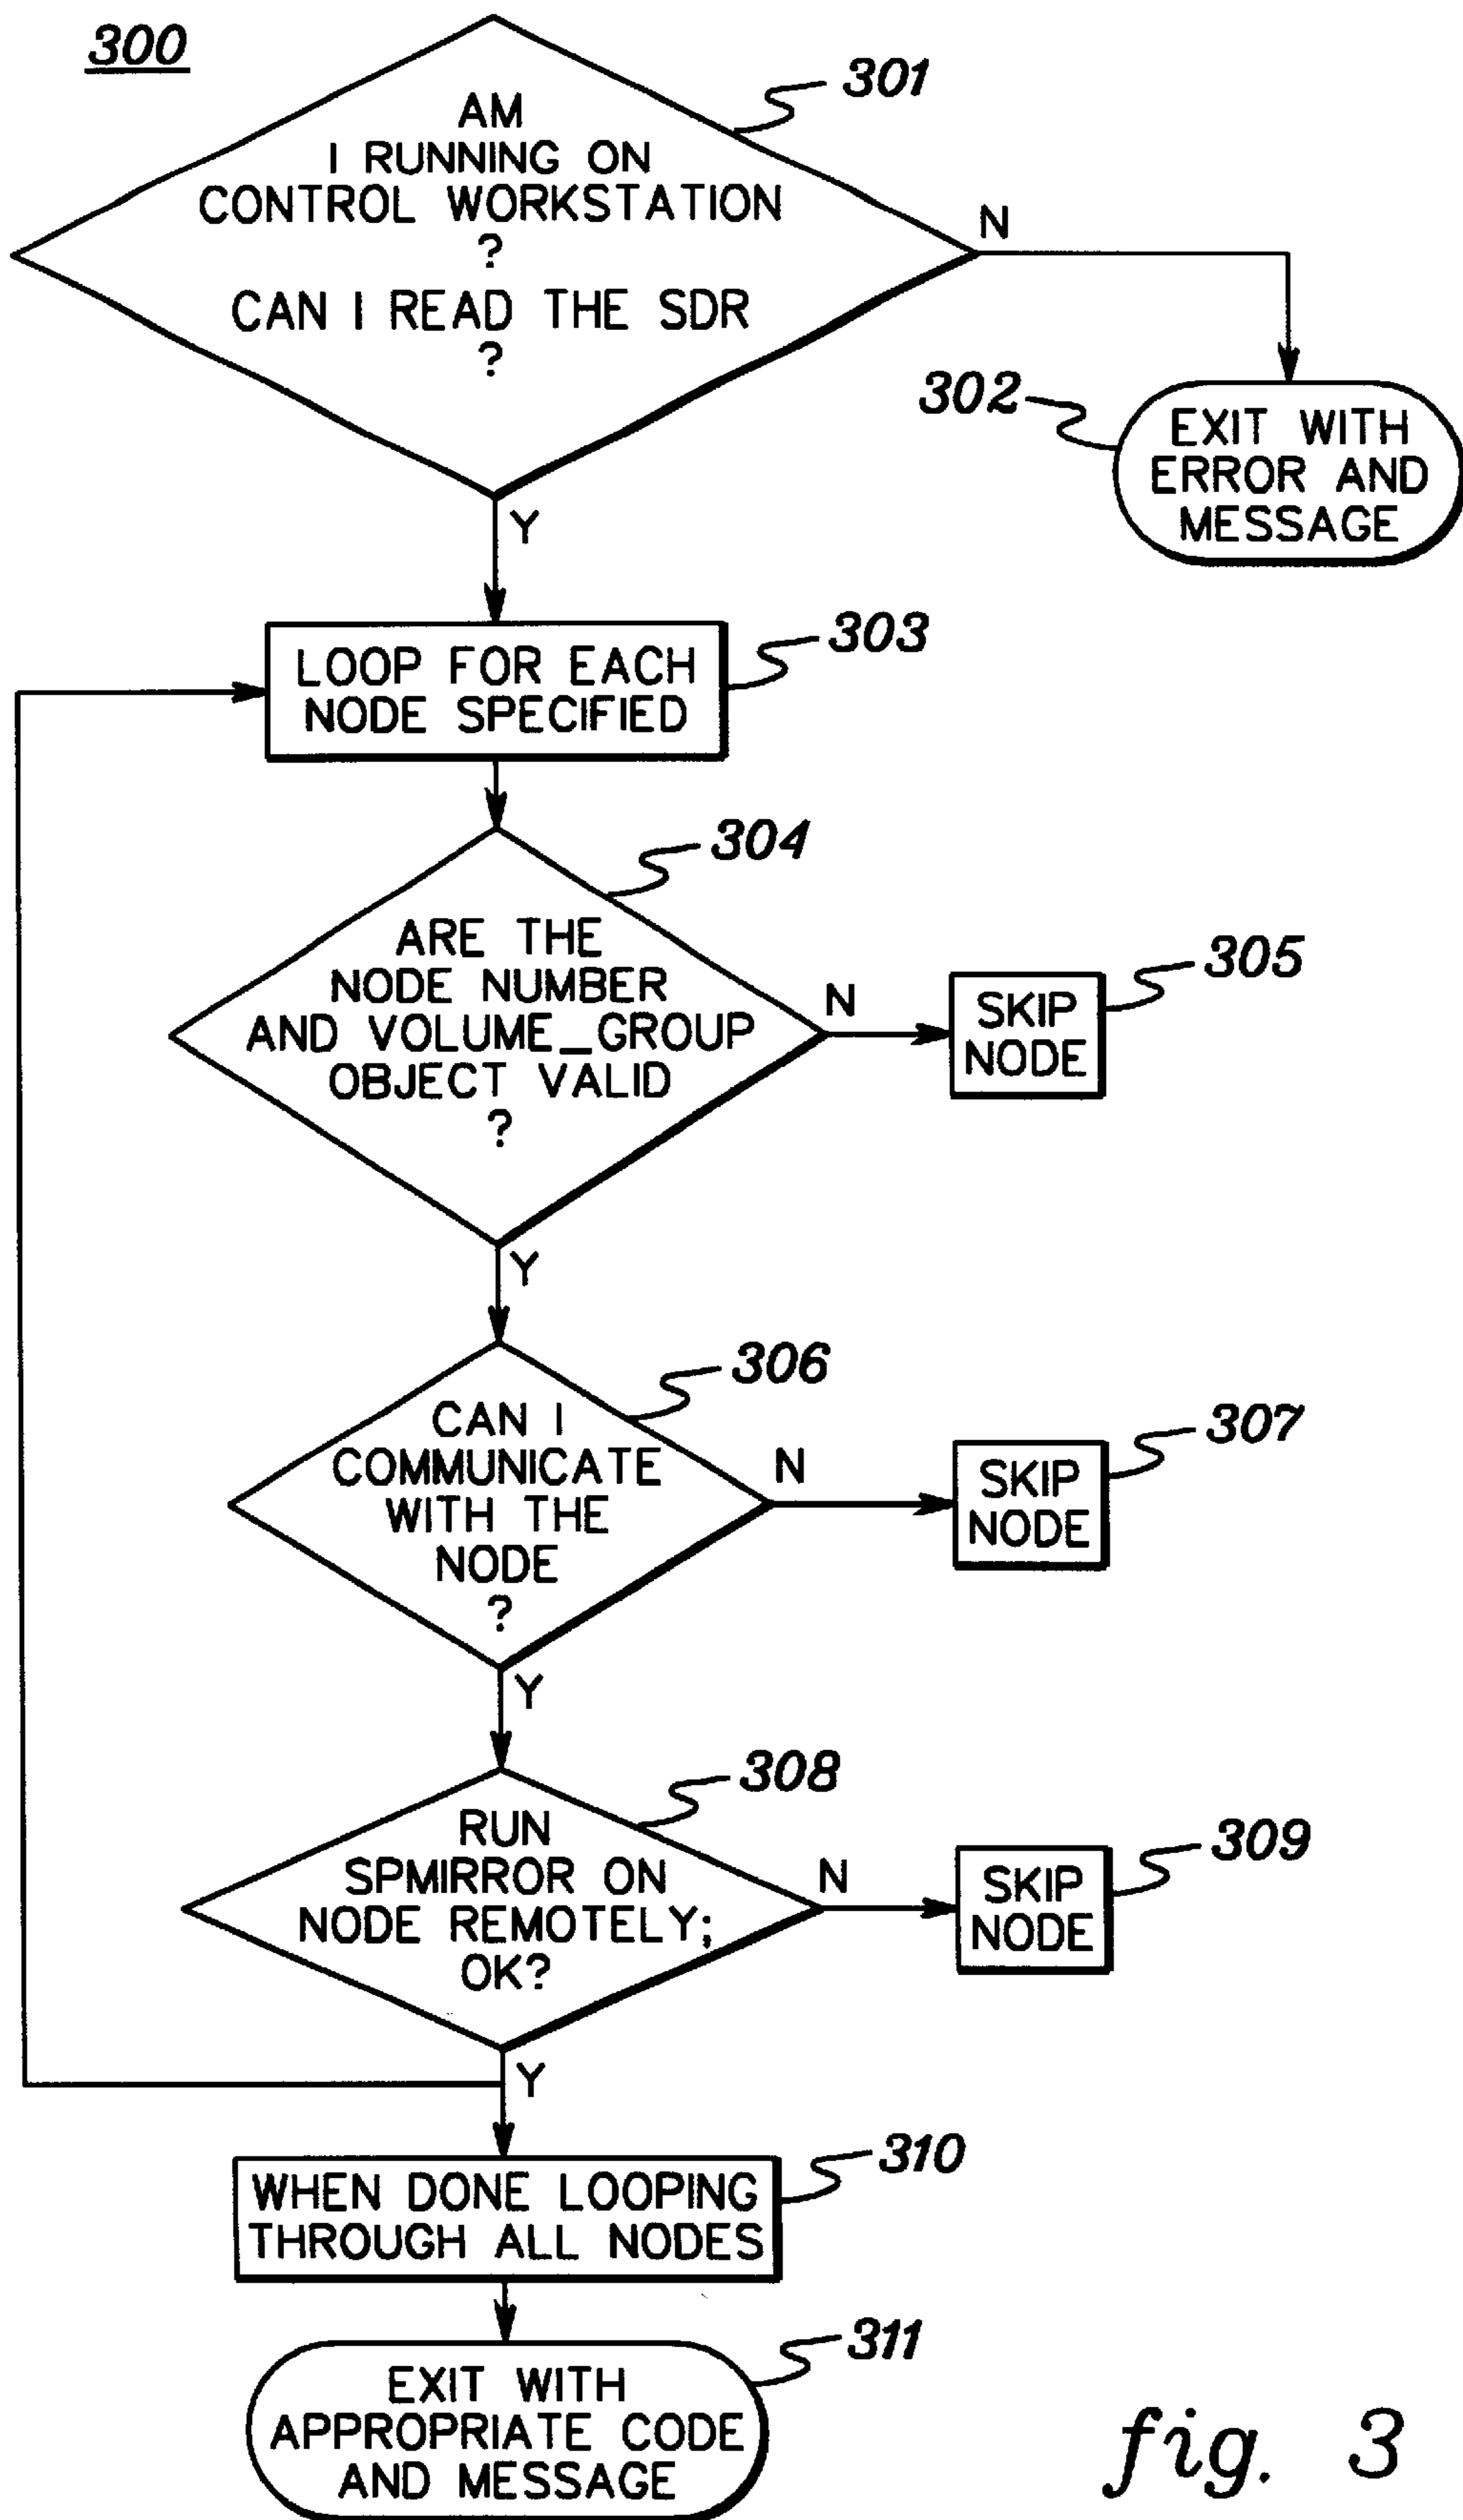 300
301
AM
I RUNNING ON
CONTROL WORKSTATION
?
CAN I READ THE SDR
?
N
302
EXIT WITH
ERROR AND
MESSAGE
Y
303
LOOP FOR EACH
NODE SPECIFIED
304
ARE THE
NODE NUMBER
AND VOLUME_GROUP
OBJECT VALID
?
N
305
SKIP
NODE
Y
306
CAN I
COMMUNICATE
WITH THE
NODE
?
N
307
SKIP
NODE
Y
308
RUN
SPMIRROR ON
NODE REMOTELY;
OK?
N
309
SKIP
NODE
Y
310
WHEN DONE LOOPING
THROUGH ALL NODES
311
EXIT WITH
APPROPRIATE CODE
AND MESSAGE
fig. 3